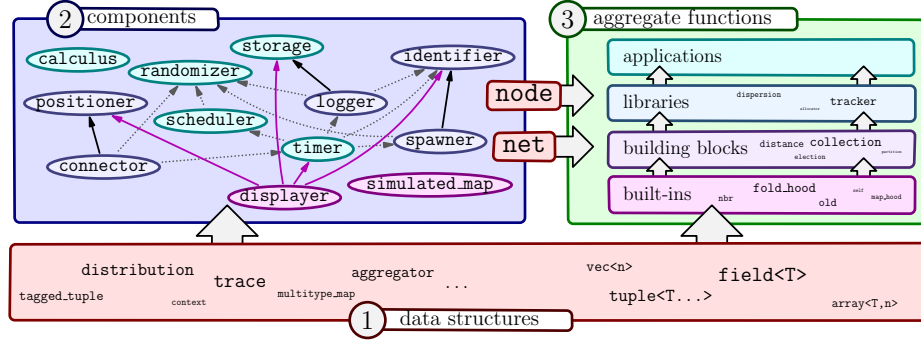 2 components
storage
calculus
randomizer
identifier
positioner
logger
scheduler
timer
spawner
connector
displayer
simulated_map
node
net
3 aggregate functions
applications
libraries
dispersion
allocator
tracker
building blocks
distance
collection
election
partition
built-ins
nbr
fold_hood
old
self
map_hood
distribution
trace
aggregator
vec<n>
field<T>
tagged_tuple
context
multitype_map
...
tuple<T...>
array<T,n>
1 data structures